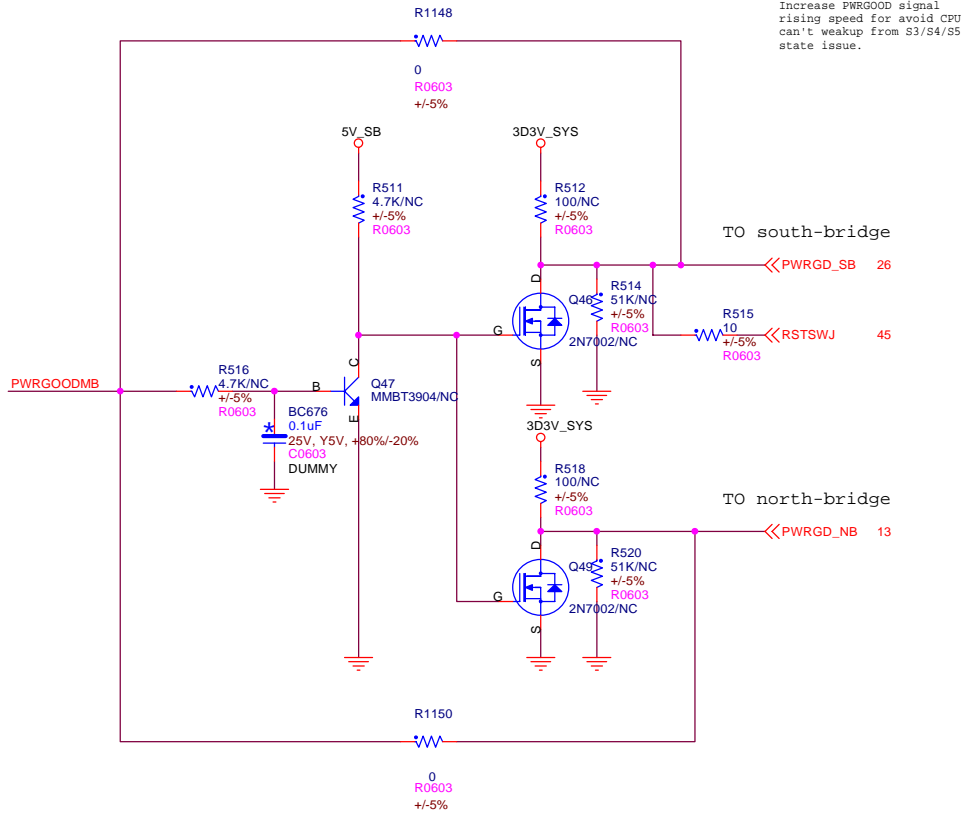 Increase PWRGOOD signal
rising speed for avoid CPU
can't weakup from S3/S4/S5
state issue.
R1148
0
R0603
+/-5%
5V_SB
3D3V_SYS
R511
4.7K/NC
+/-5%
R0603
R512
100/NC
+/-5%
R0603
TO south-bridge
PWRGD_SB 26
D
Q46
G
S
2N7002/NC
R514
51K/NC
+/-5%
R0603
R515
10
+/-5%
R0603
RSTSWJ 45
PWRGOODMB
R516
4.7K/NC
+/-5%
R0603
B
C
E
Q47
MMBT3904/NC
BC676
0.1uF
25V, Y5V, +80%/-20%
C0603
DUMMY
*
3D3V_SYS
R518
100/NC
+/-5%
R0603
TO north-bridge
PWRGD_NB 13
D
Q49
G
S
2N7002/NC
R520
51K/NC
+/-5%
R0603
R1150
0
R0603
+/-5%